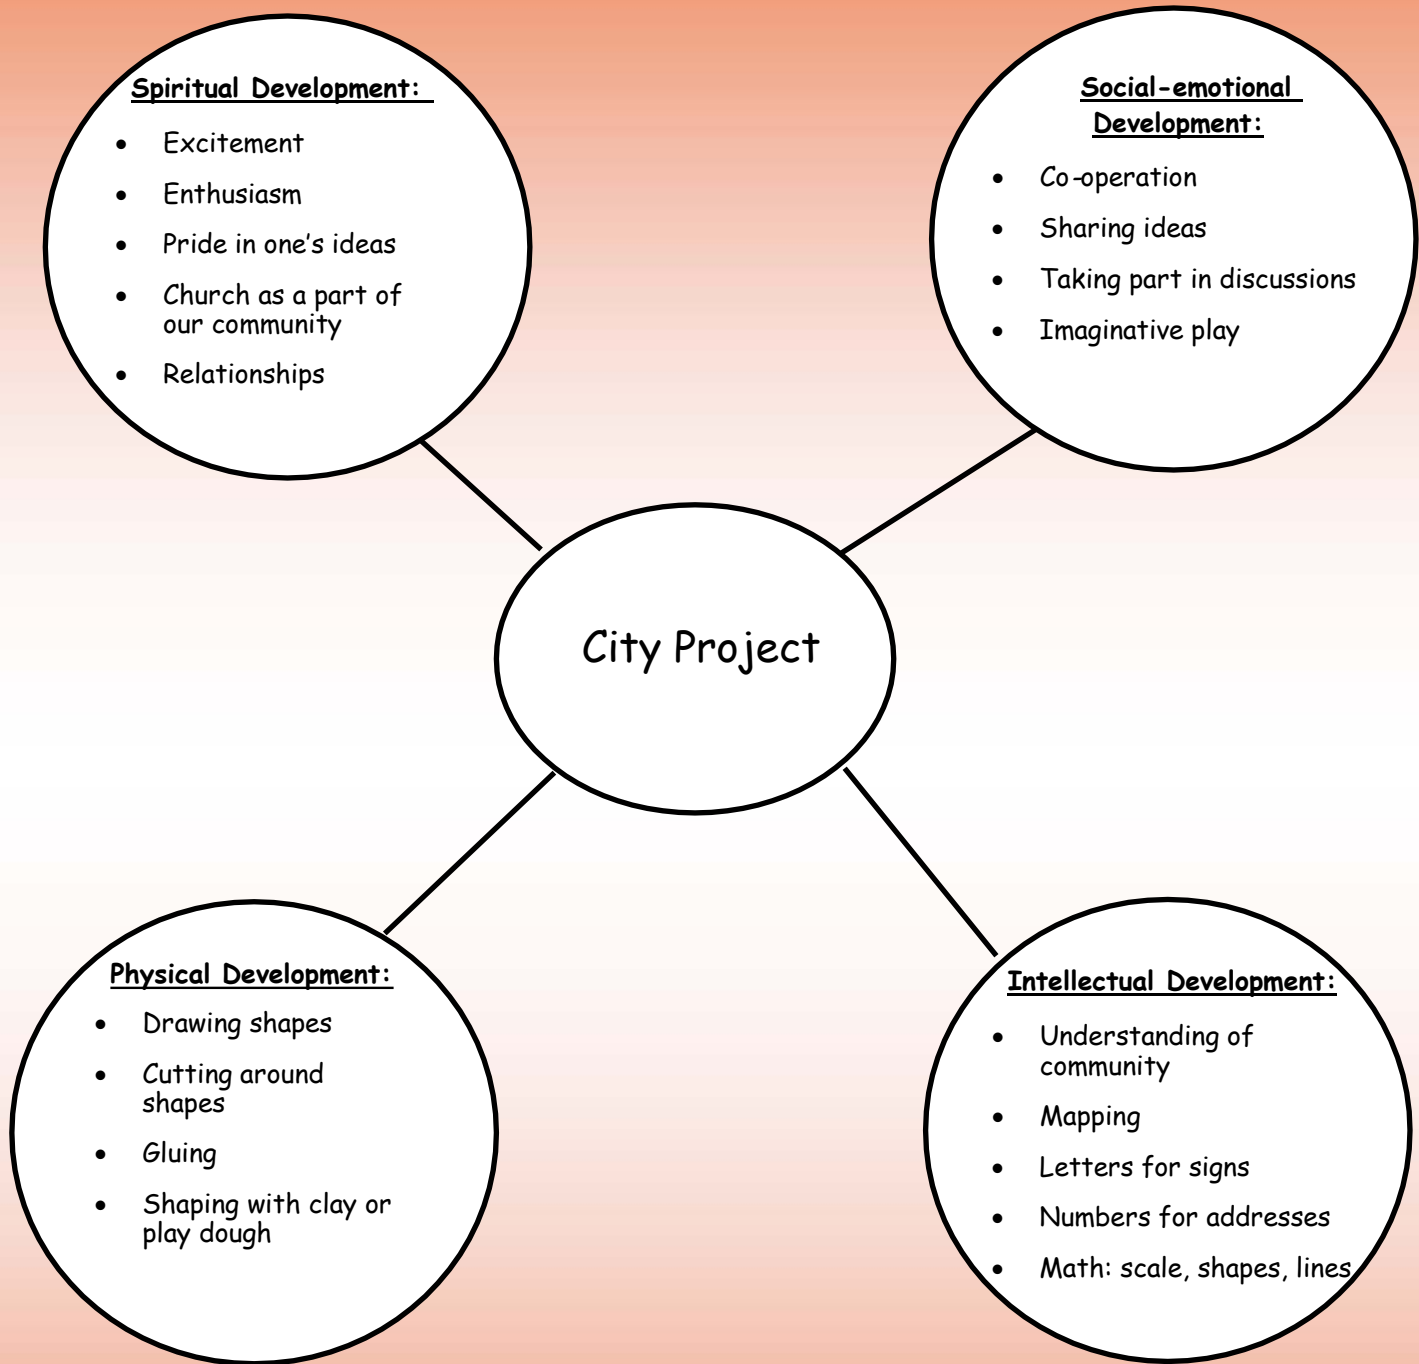 Spiritual Development:
• Excitement
• Enthusiasm
• Pride in one's ideas
• Church as a part of
our community
• Relationships
Social-emotional
Development:
• Co-operation
• Sharing ideas
• Taking part in discussions
• Imaginative play
City Project
Physical Development:
• Drawing shapes
• Cutting around
shapes
• Gluing
• Shaping with clay or
play dough
Intellectual Development:
• Understanding of
community
• Mapping
• Letters for signs
• Numbers for addresses
• Math: scale, shapes, lines